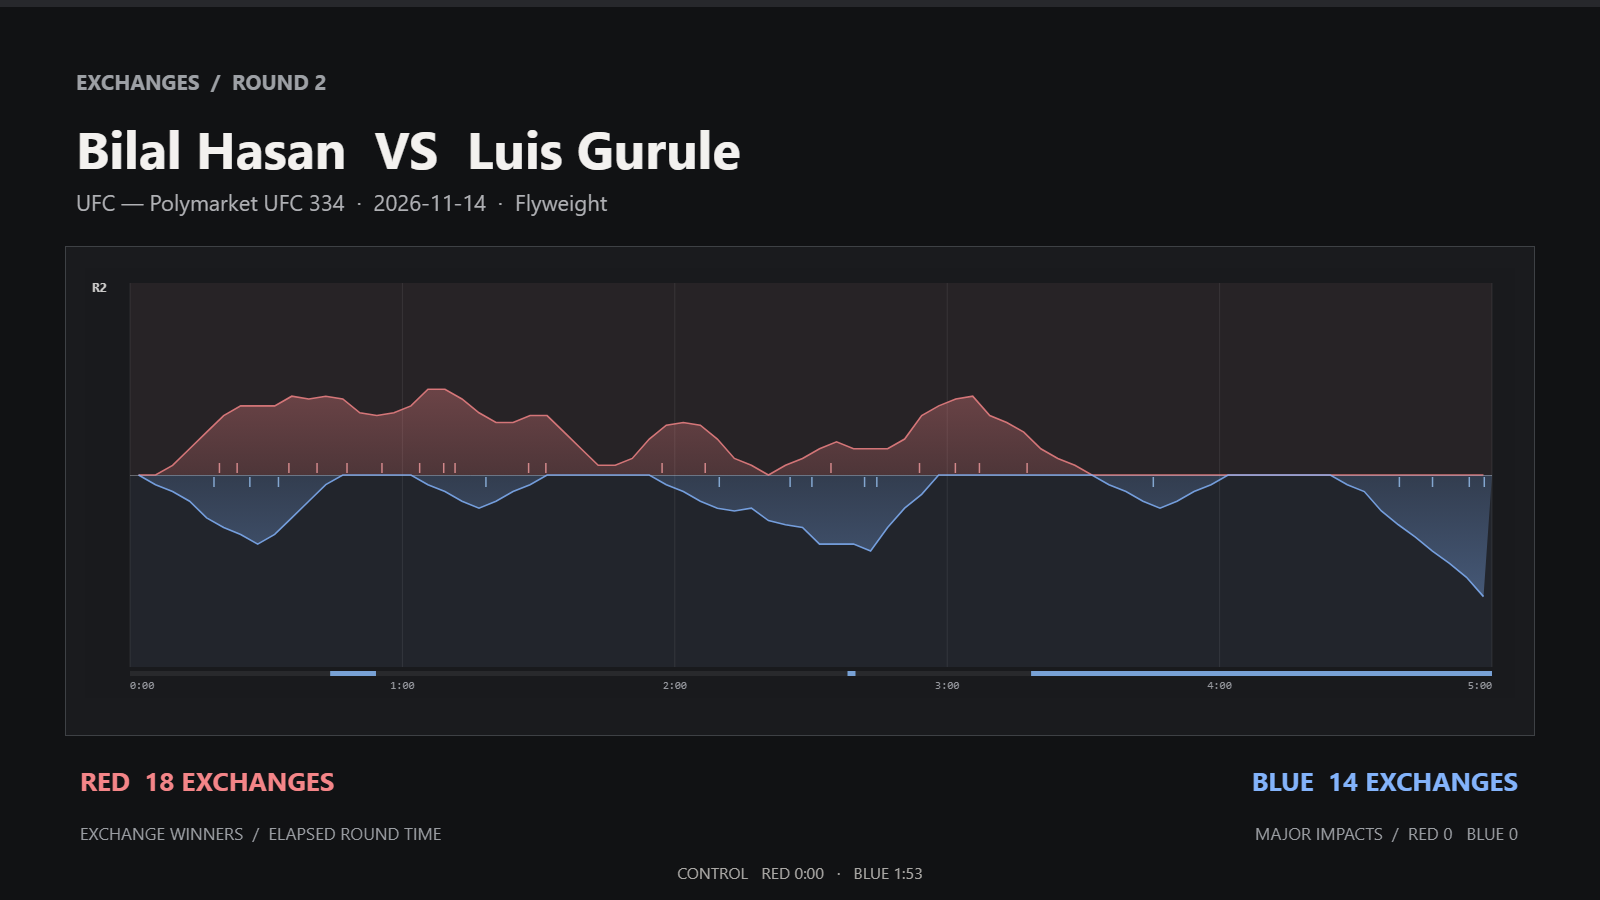 EXCHANGES / ROUND 2
Bilal Hasan VS Luis Gurule
UFC — Polymarket UFC 334 · 2026-11-14 · Flyweight
R2
0:00 1:00 2:00 3:00 4:00 5:00
RED 18 EXCHANGES BLUE 14 EXCHANGES
EXCHANGE WINNERS / ELAPSED ROUND TIME MAJOR IMPACTS / RED 0 BLUE 0
CONTROL RED 0:00 · BLUE 1:53